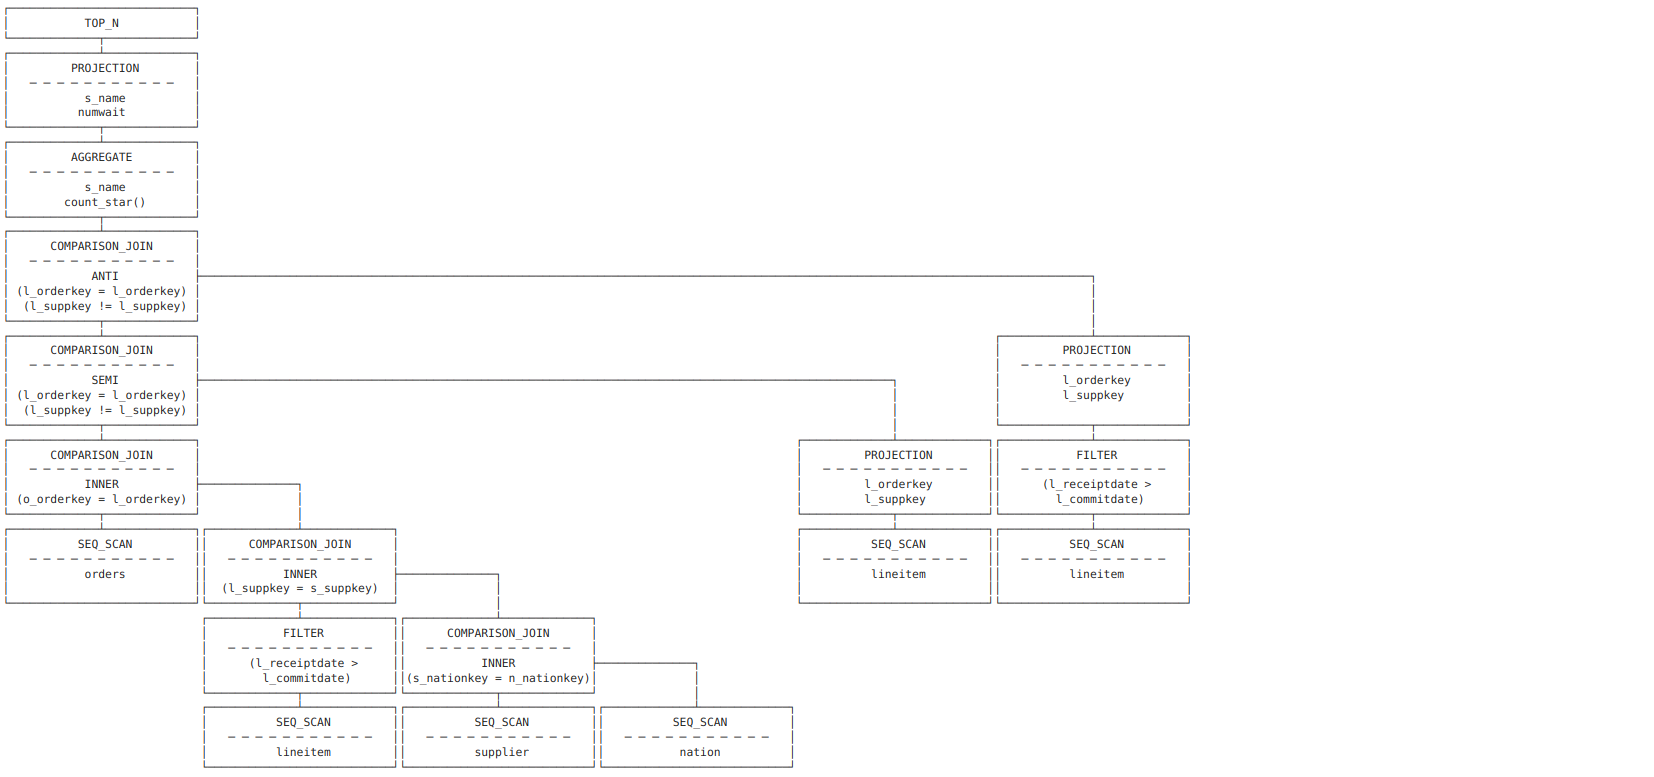 TOP_N
PROJECTION
s_name
numwait
AGGREGATE
s_name
count_star()
COMPARISON_JOIN
ANTI
(l_orderkey = l_orderkey)
(l_suppkey != l_suppkey)
COMPARISON_JOIN
SEMI
(l_orderkey = l_orderkey)
(l_suppkey != l_suppkey)
PROJECTION
l_orderkey
l_suppkey
COMPARISON_JOIN
INNER
(o_orderkey = l_orderkey)
PROJECTION
l_orderkey
l_suppkey
FILTER
(l_receiptdate >
l_commitdate)
SEQ_SCAN
orders
COMPARISON_JOIN
INNER
(l_suppkey = s_suppkey)
SEQ_SCAN
lineitem
SEQ_SCAN
lineitem
FILTER
(l_receiptdate >
l_commitdate)
COMPARISON_JOIN
INNER
(s_nationkey = n_nationkey)
SEQ_SCAN
lineitem
SEQ_SCAN
supplier
SEQ_SCAN
nation